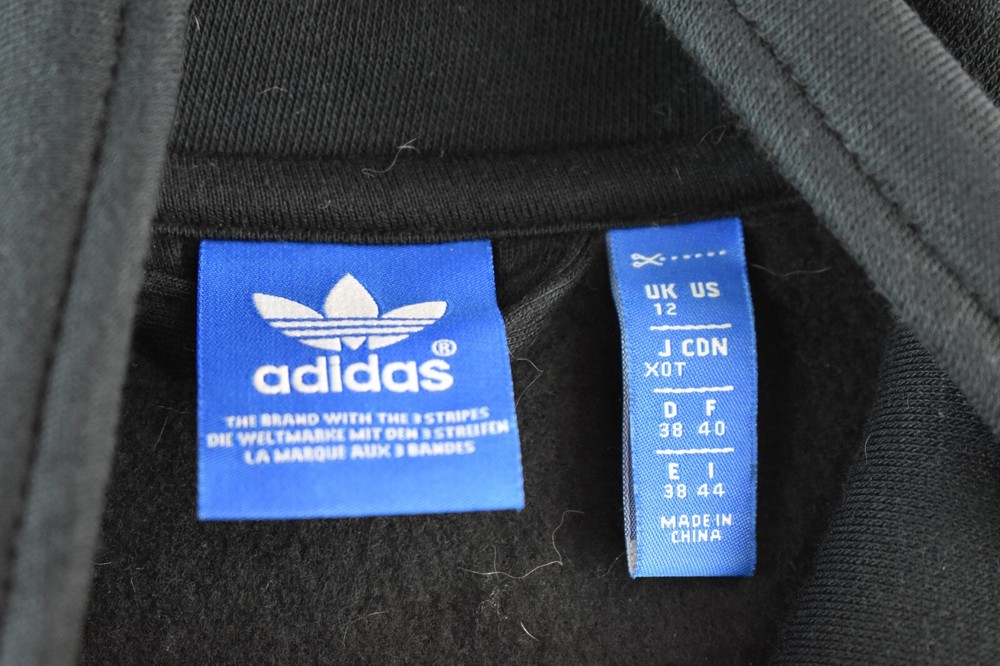 adidas®
THE BRAND WITH THE 3 STRIPES
DIE WELTMARKE MIT DEN 3 STREIFEN
LA MARQUE AUX 3 BANDES
UK US
12
J CDN
XOT
D F
38 40
E I
38 44
MADE IN
CHINA